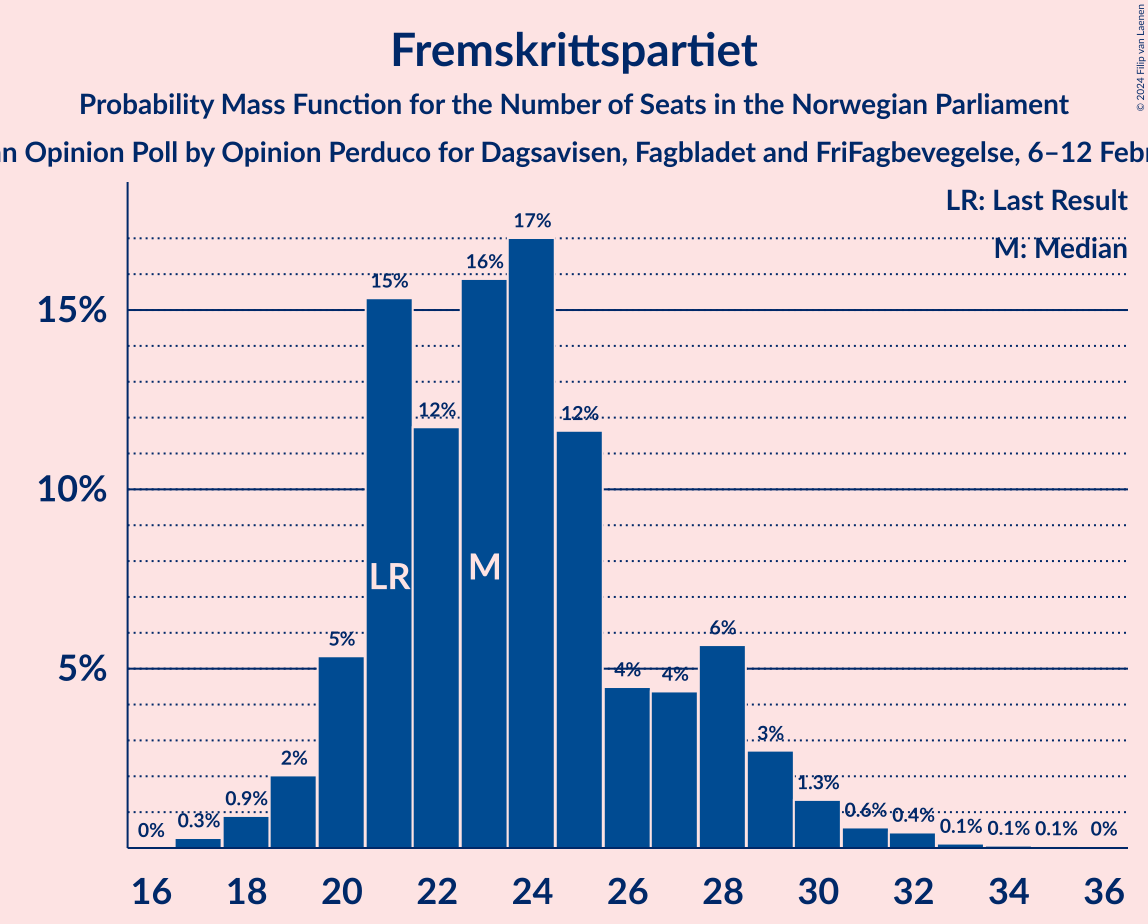 Fremskrittspartiet
Probability Mass Function for the Number of Seats in the Norwegian Parliament
an Opinion Poll by Opinion Perduco for Dagsavisen, Fagbladet and FriFagbevegelse, 6–12 Febr
© 2024 Filip van Laenen
LR: Last Result
M: Median
15%
10%
5%
0%
0.3%
0.9%
2%
5%
15%
12%
16%
17%
12%
4%
4%
6%
3%
1.3%
0.6%
0.4%
0.1%
0.1%
0.1%
0%
LR
M
16 18 20 22 24 26 28 30 32 34 36